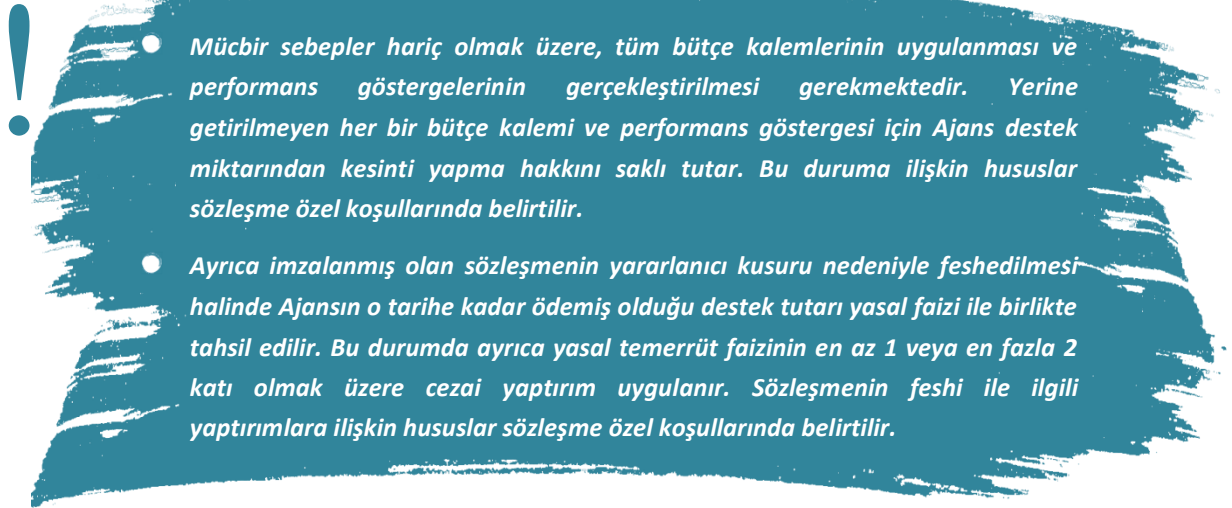 !
● Mücbir sebepler hariç olmak üzere, tüm bütçe kalemlerinin uygulanması ve
performans göstergelerinin gerçekleştirilmesi gerekmektedir. Yerine
getirilmeyen her bir bütçe kalemi ve performans göstergesi için Ajans destek
miktarından kesinti yapma hakkını saklı tutar. Bu duruma ilişkin hususlar
sözleşme özel koşullarında belirtilir.
● Ayrıca imzalanmış olan sözleşmenin yararlanıcı kusuru nedeniyle feshedilmesi
halinde Ajansın o tarihe kadar ödemiş olduğu destek tutarı yasal faizi ile birlikte
tahsil edilir. Bu durumda ayrıca yasal temerrüt faizinin en az 1 veya en fazla 2
katı olmak üzere cezai yaptırım uygulanır. Sözleşmenin feshi ile ilgili
yaptırımlara ilişkin hususlar sözleşme özel koşullarında belirtilir.